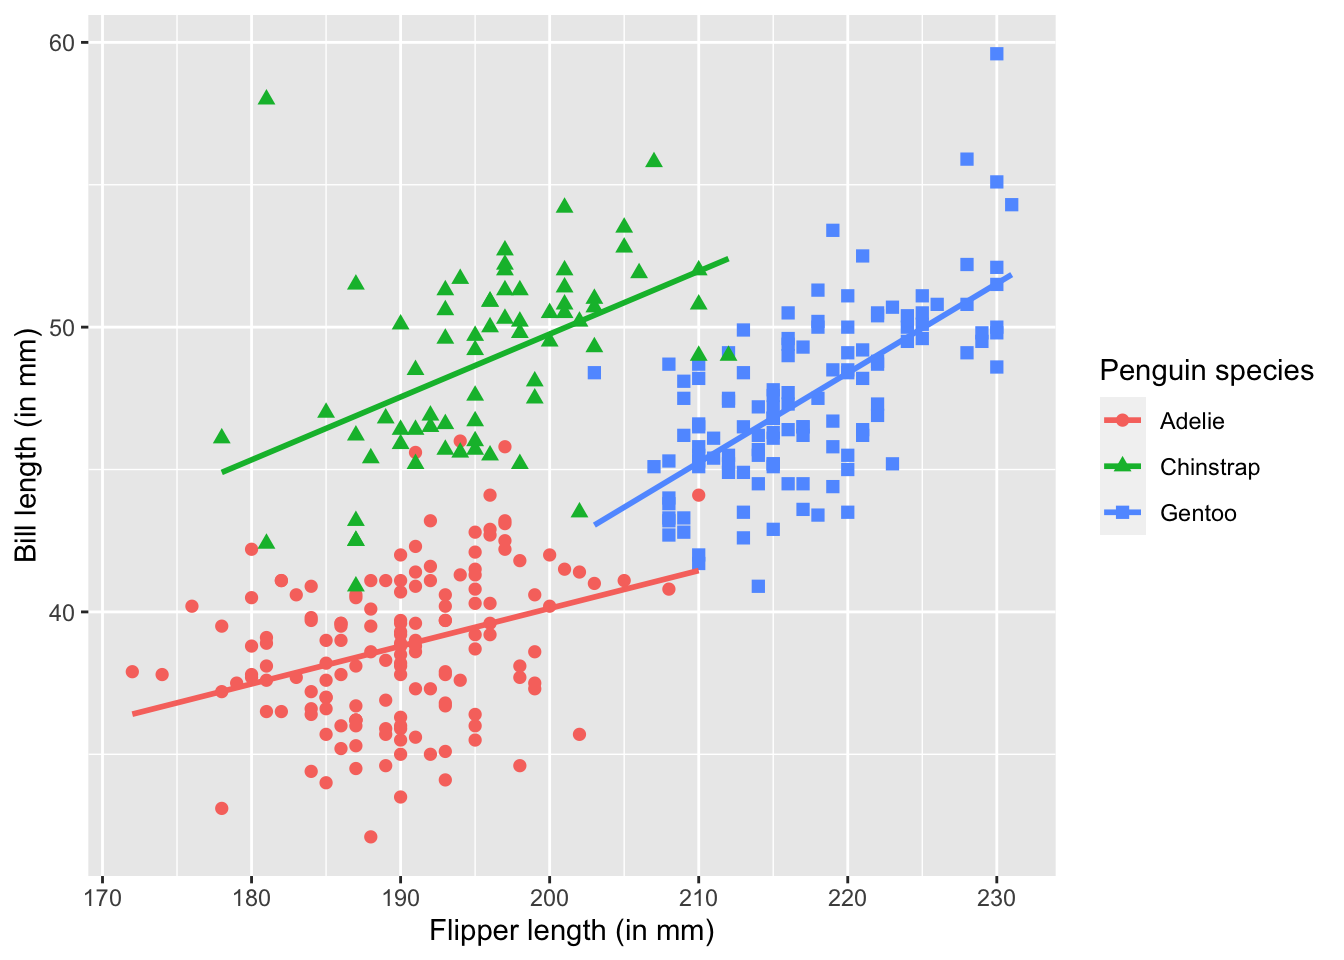 60
50
40
Bill length (in mm)
170 180 190 200 210 220 230
Flipper length (in mm)
Penguin species
Adelie
Chinstrap
Gentoo